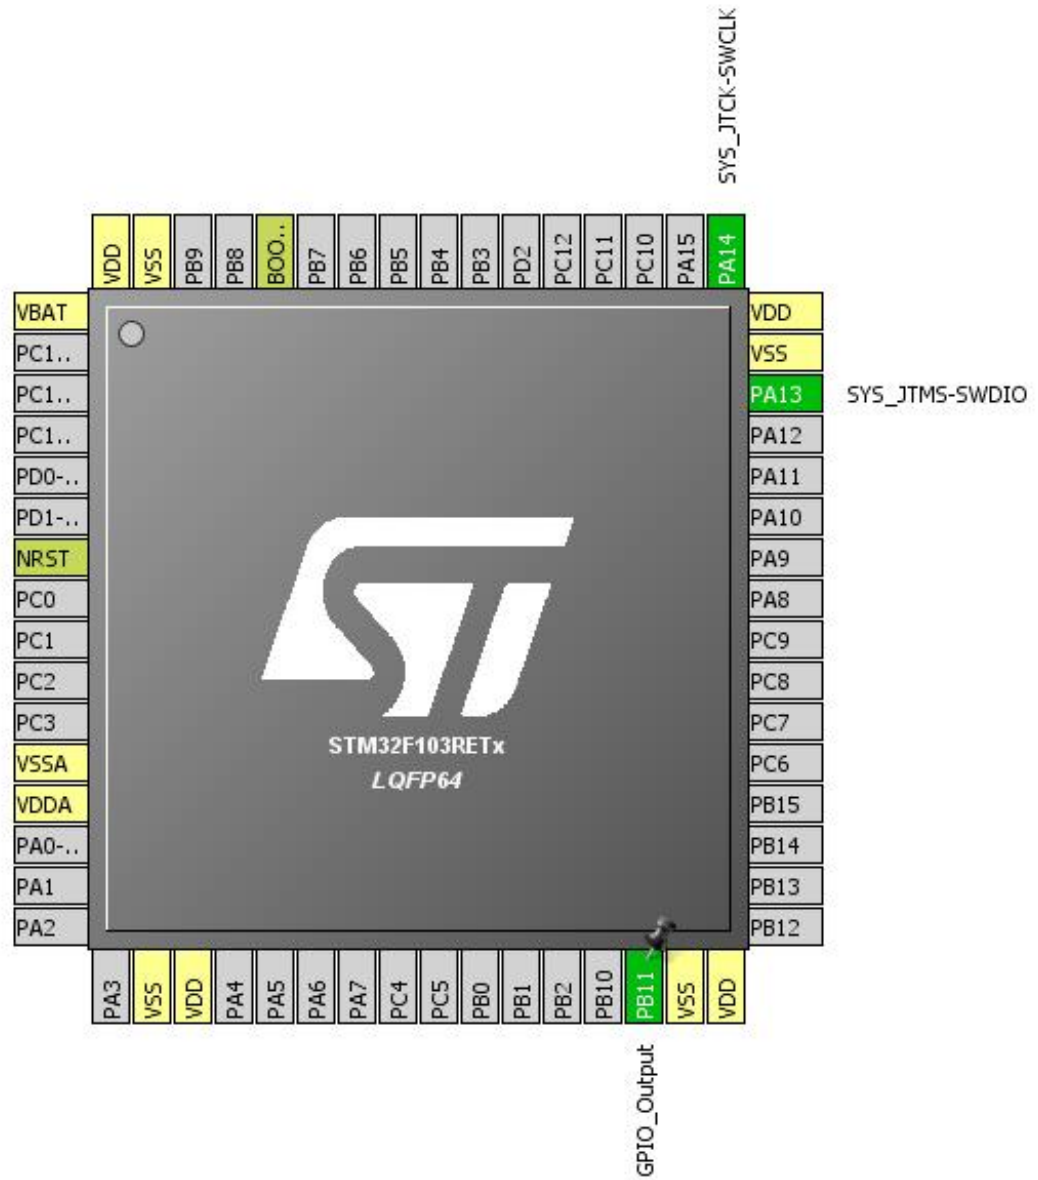 SYS_JTCK-SWCLK
VDD
VSS
PB9
PB8
BOO..
PB7
PB6
PB5
PB4
PB3
PD2
PC12
PC11
PC10
PA15
PA14
VBAT
PC1..
PC1..
PC1..
PD0-..
PD1-..
NRST
PC0
PC1
PC2
PC3
VSSA
VDDA
PA0-..
PA1
PA2
STM32F103RETx
LQFP64
VDD
VSS
PA13 SYS_JTMS-SWDIO
PA12
PA11
PA10
PA9
PA8
PC9
PC8
PC7
PC6
PB15
PB14
PB13
PB12
PA3
VSS
VDD
PA4
PA5
PA6
PA7
PC4
PC5
PB0
PB1
PB2
PB10
PB11
VSS
VDD
GPIO_Output